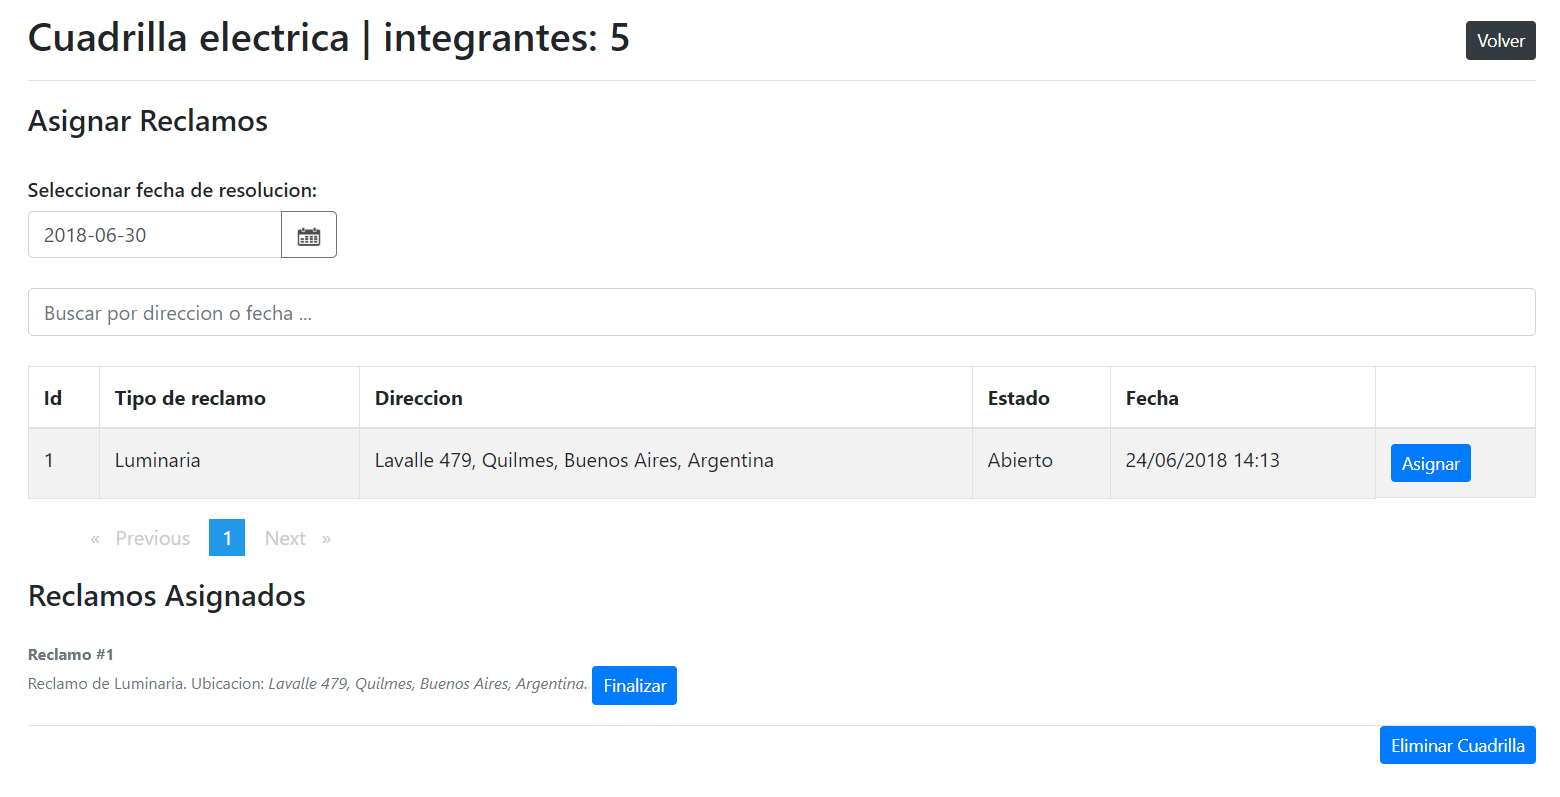 Cuadrilla electrica | integrantes: 5
Volver
Asignar Reclamos
Seleccionar fecha de resolucion:
2018-06-30
Buscar por direccion o fecha ...
Id Tipo de reclamo Direccion Estado Fecha
1 Luminaria Lavalle 479, Quilmes, Buenos Aires, Argentina Abierto 24/06/2018 14:13 Asignar
« Previous 1 Next »
Reclamos Asignados
Reclamo #1
Reclamo de Luminaria. Ubicacion: Lavalle 479, Quilmes, Buenos Aires, Argentina. Finalizar
Eliminar Cuadrilla